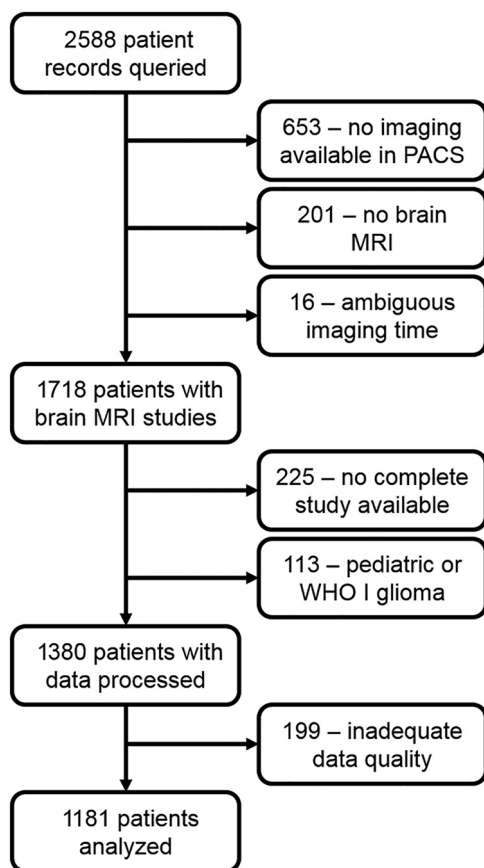 2588 patient
records queried
653 – no imaging
available in PACS
201 – no brain
MRI
16 – ambiguous
imaging time
1718 patients with
brain MRI studies
225 – no complete
study available
113 – pediatric or
WHO I glioma
1380 patients with
data processed
199 – inadequate
data quality
1181 patients
analyzed